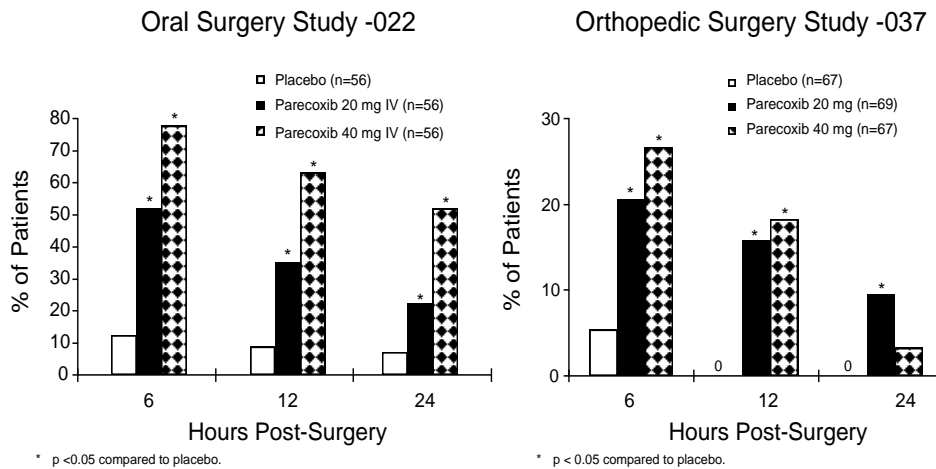 Oral Surgery Study -022
Placebo (n=56)
Parecoxib 20 mg IV (n=56)
Parecoxib 40 mg IV (n=56)
% of Patients
80
70
60
50
40
30
20
10
0
*
*
*
*
*
*
6 12 24
Hours Post-Surgery
* p <0.05 compared to placebo.
Orthopedic Surgery Study -037
Placebo (n=67)
Parecoxib 20 mg (n=69)
Parecoxib 40 mg (n=67)
% of Patients
30
20
10
0
*
*
*
*
*
0 0
6 12 24
Hours Post-Surgery
* p < 0.05 compared to placebo.